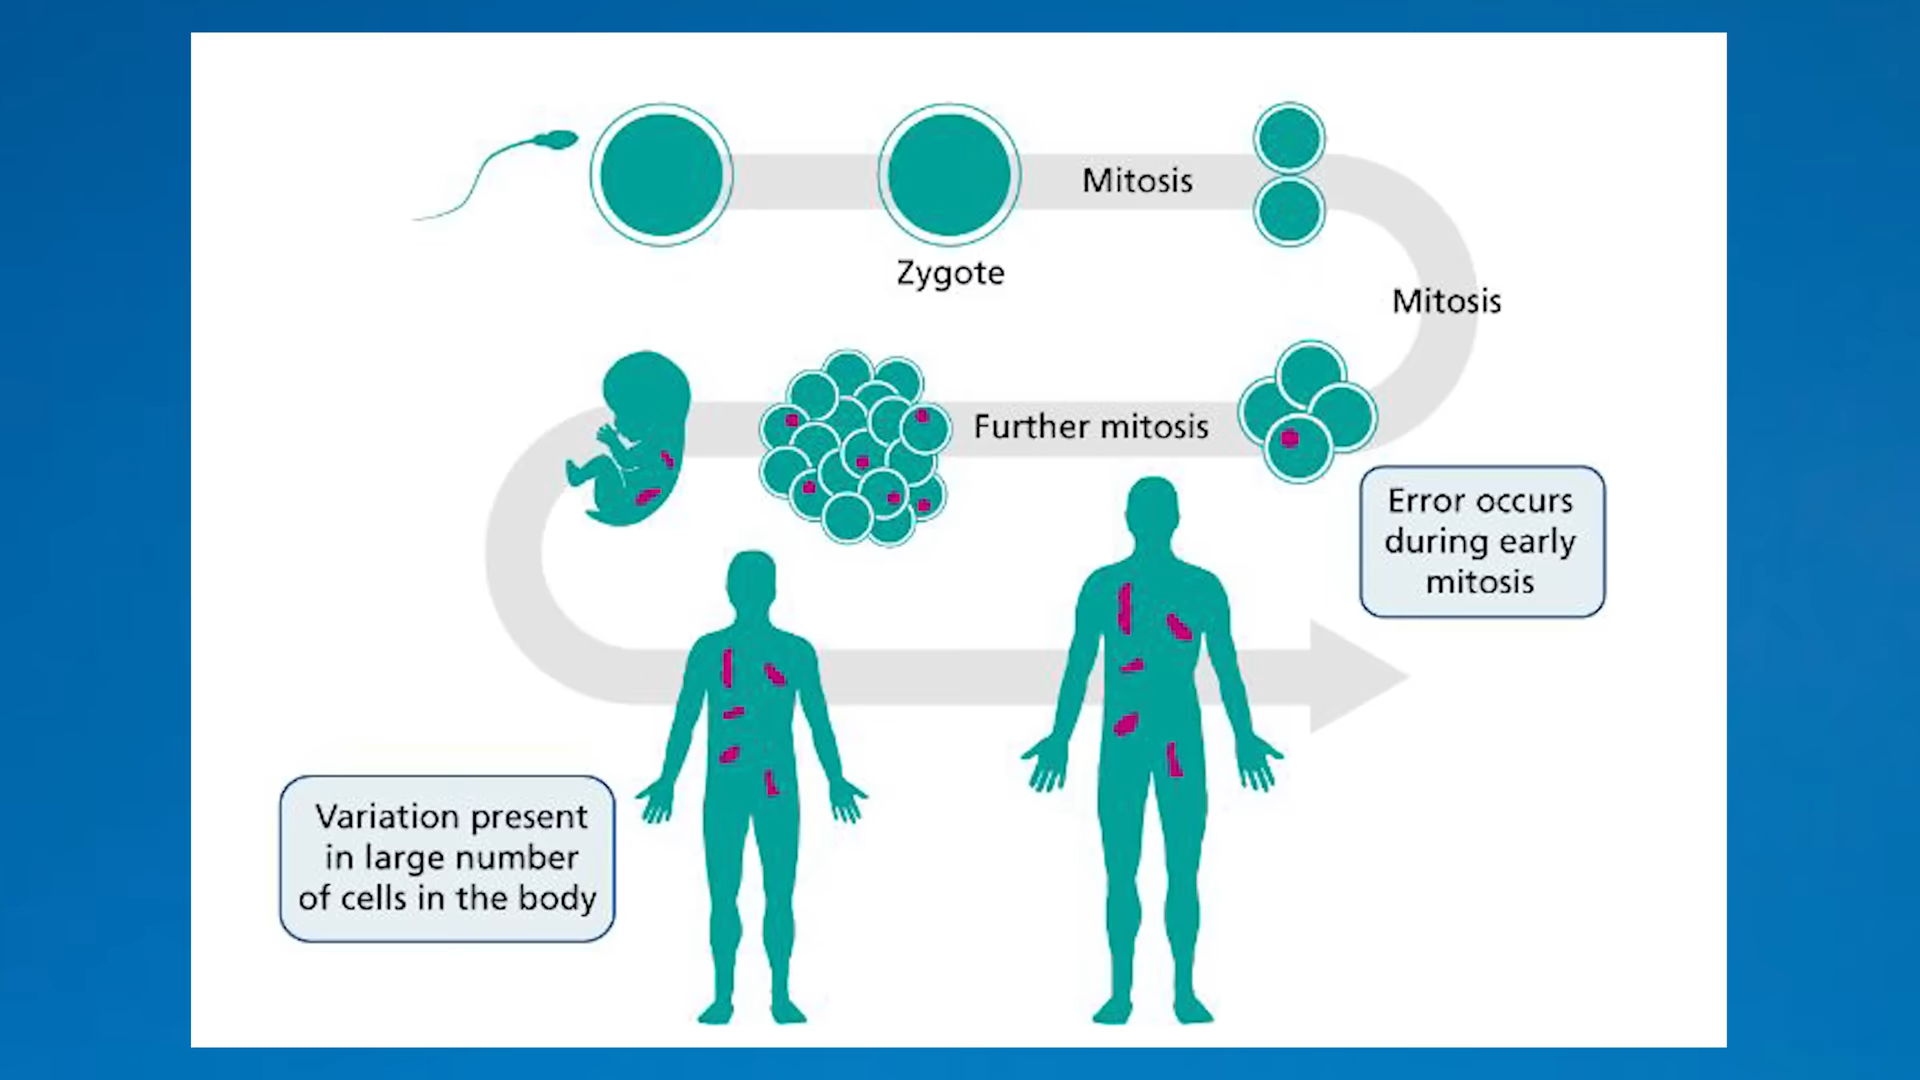 Mitosis
Zygote
Mitosis
Further mitosis
Error occurs
during early
mitosis
Variation present
in large number
of cells in the body